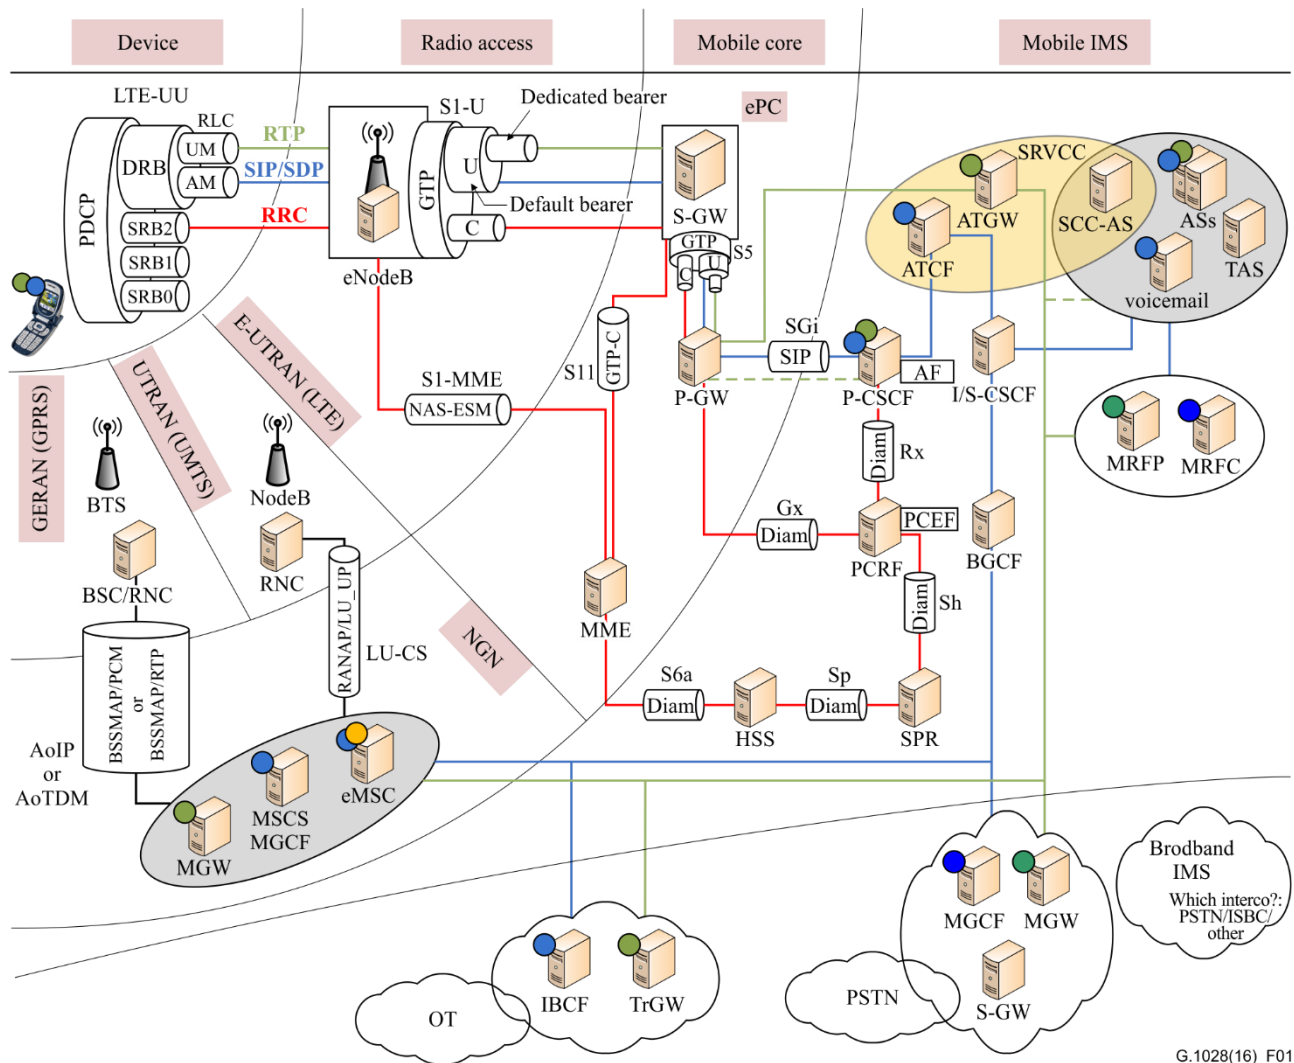 Device
Radio access
Mobile core
Mobile IMS
LTE-UU
RLC
PDCP
DRB
UM
AM
SRB2
SRB1
SRB0
RTP
SIP/SDP
RRC
S1-U
Dedicated bearer
GTP
U
C
Default bearer
eNodeB
ePC
S-GW
GTP
S5
C
U
SRVCC
ATGW
SCC-AS
ATCF
ASs
TAS
voicemail
E-UTRAN (LTE)
UTRAN (UMTS)
GERAN (GPRS)
S11
GTP-C
S1-MME
NAS-ESM
P-GW
SGi
SIP
P-CSCF
AF
I/S-CSCF
MRFP
MRFC
Rx
Diam
Gx
Diam
PCRF
PCEF
BGCF
Sh
Diam
BTS
NodeB
BSC/RNC
RNC
MME
NGN
RANAP/LU_UP
LU-CS
BSSMAP/PCM
or
BSSMAP/RTP
AoIP
or
AoTDM
S6a
Diam
HSS
Sp
Diam
SPR
eMSC
MSCS
MGCF
MGW
OT
IBCF
TrGW
PSTN
MGCF
MGW
S-GW
Brodband
IMS
Which interco?:
PSTN/ISBC/
other
G.1028(16)_F01